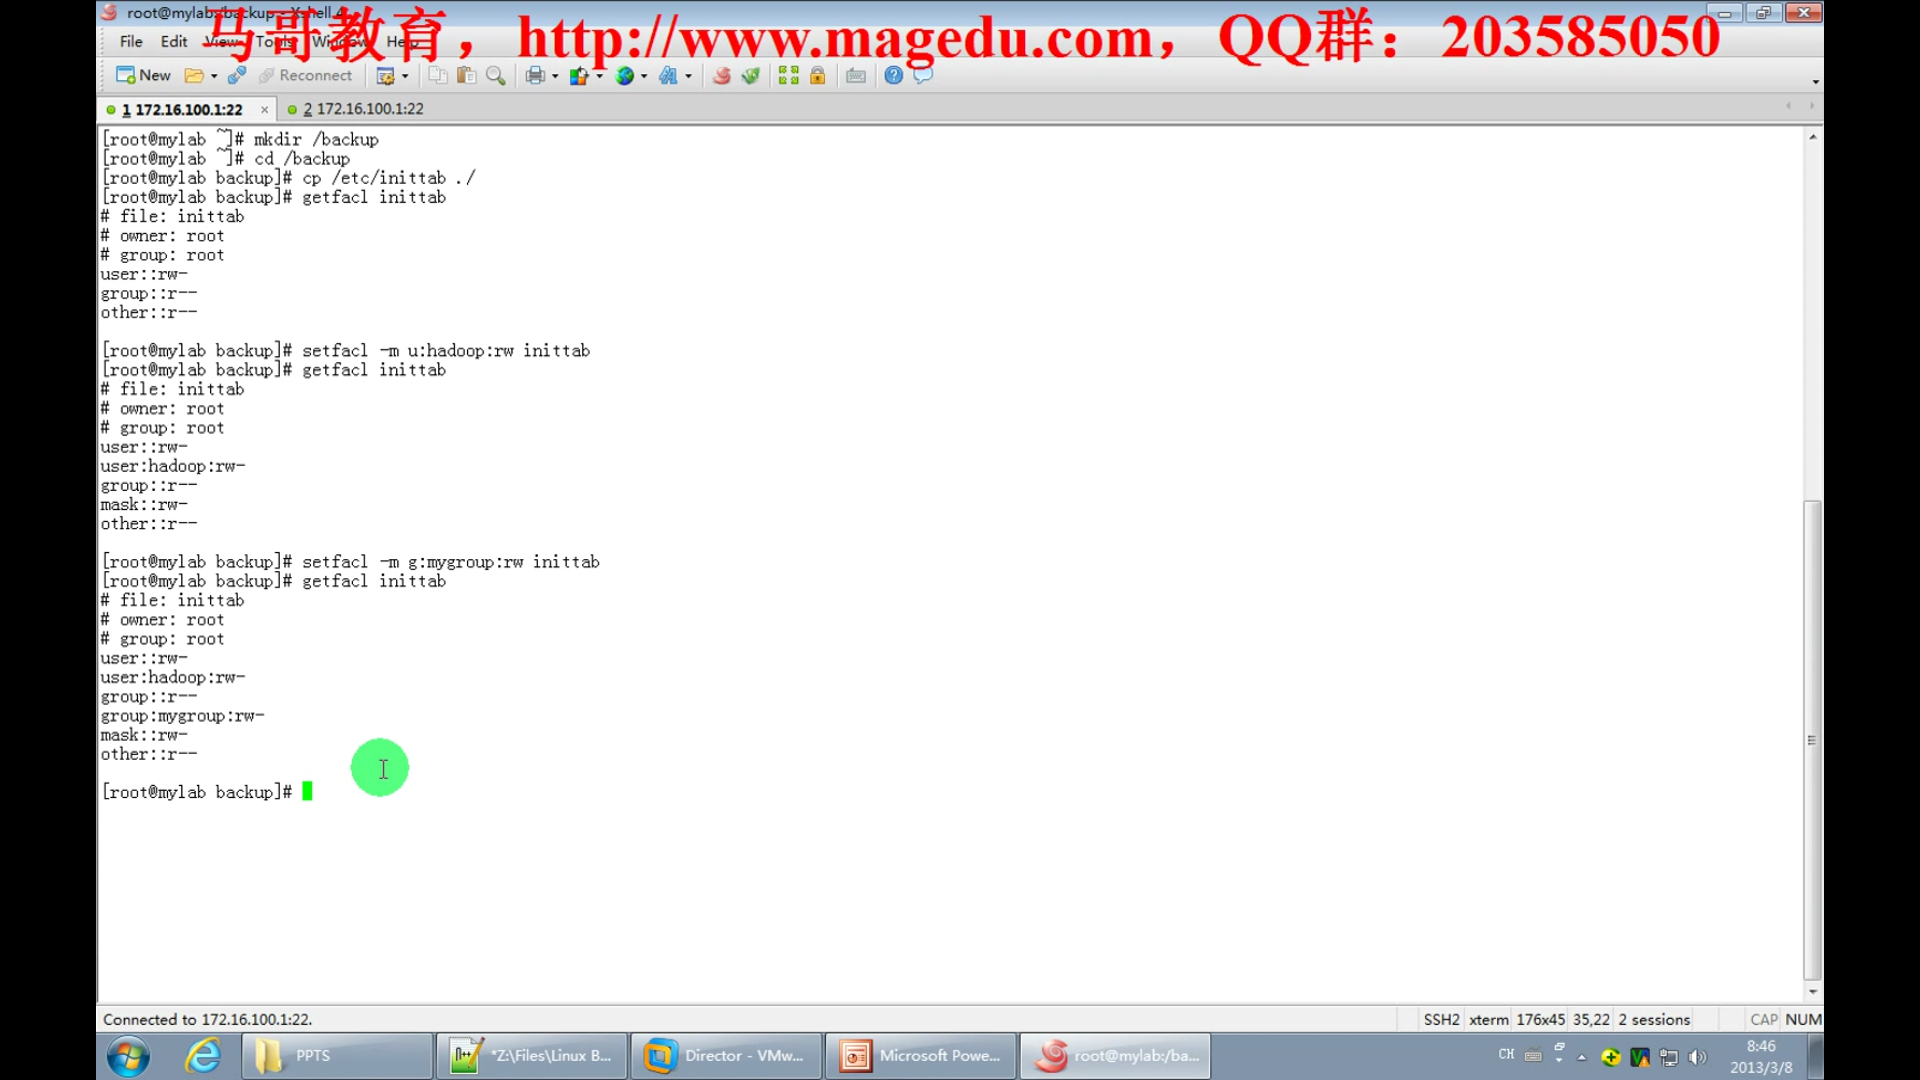 root@mylab:/backup - Xshell 4
马哥教育，http://www.magedu.com，QQ群：203585050
File Edit View Tools Window Help
New Reconnect
1 172.16.100.1:22 × 2 172.16.100.1:22
[root@mylab ~]# mkdir /backup
[root@mylab ~]# cd /backup
[root@mylab backup]# cp /etc/inittab ./
[root@mylab backup]# getfacl inittab
# file: inittab
# owner: root
# group: root
user::rw-
group::r--
other::r--
[root@mylab backup]# setfacl -m u:hadoop:rw inittab
[root@mylab backup]# getfacl inittab
# file: inittab
# owner: root
# group: root
user::rw-
user:hadoop:rw-
group::r--
mask::rw-
other::r--
[root@mylab backup]# setfacl -m g:mygroup:rw inittab
[root@mylab backup]# getfacl inittab
# file: inittab
# owner: root
# group: root
user::rw-
user:hadoop:rw-
group::r--
group:mygroup:rw-
mask::rw-
other::r--
[root@mylab backup]#
Connected to 172.16.100.1:22. SSH2 xterm 176x45 35,22 2 sessions CAP NUM
PPTS *Z:\Files\Linux B... Director - VMw... Microsoft Powe... root@mylab:/ba... CH 8:46
2013/3/8